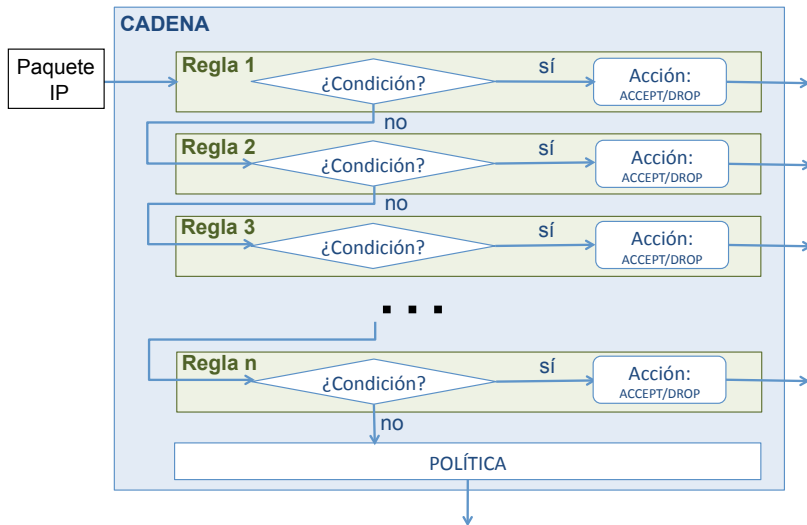 CADENA
Paquete
IP
Regla 1
¿Condición?
sí
Acción:
ACCEPT/DROP
no
Regla 2
¿Condición?
sí
Acción:
ACCEPT/DROP
no
Regla 3
¿Condición?
sí
Acción:
ACCEPT/DROP
...
Regla n
¿Condición?
sí
Acción:
ACCEPT/DROP
no
POLÍTICA